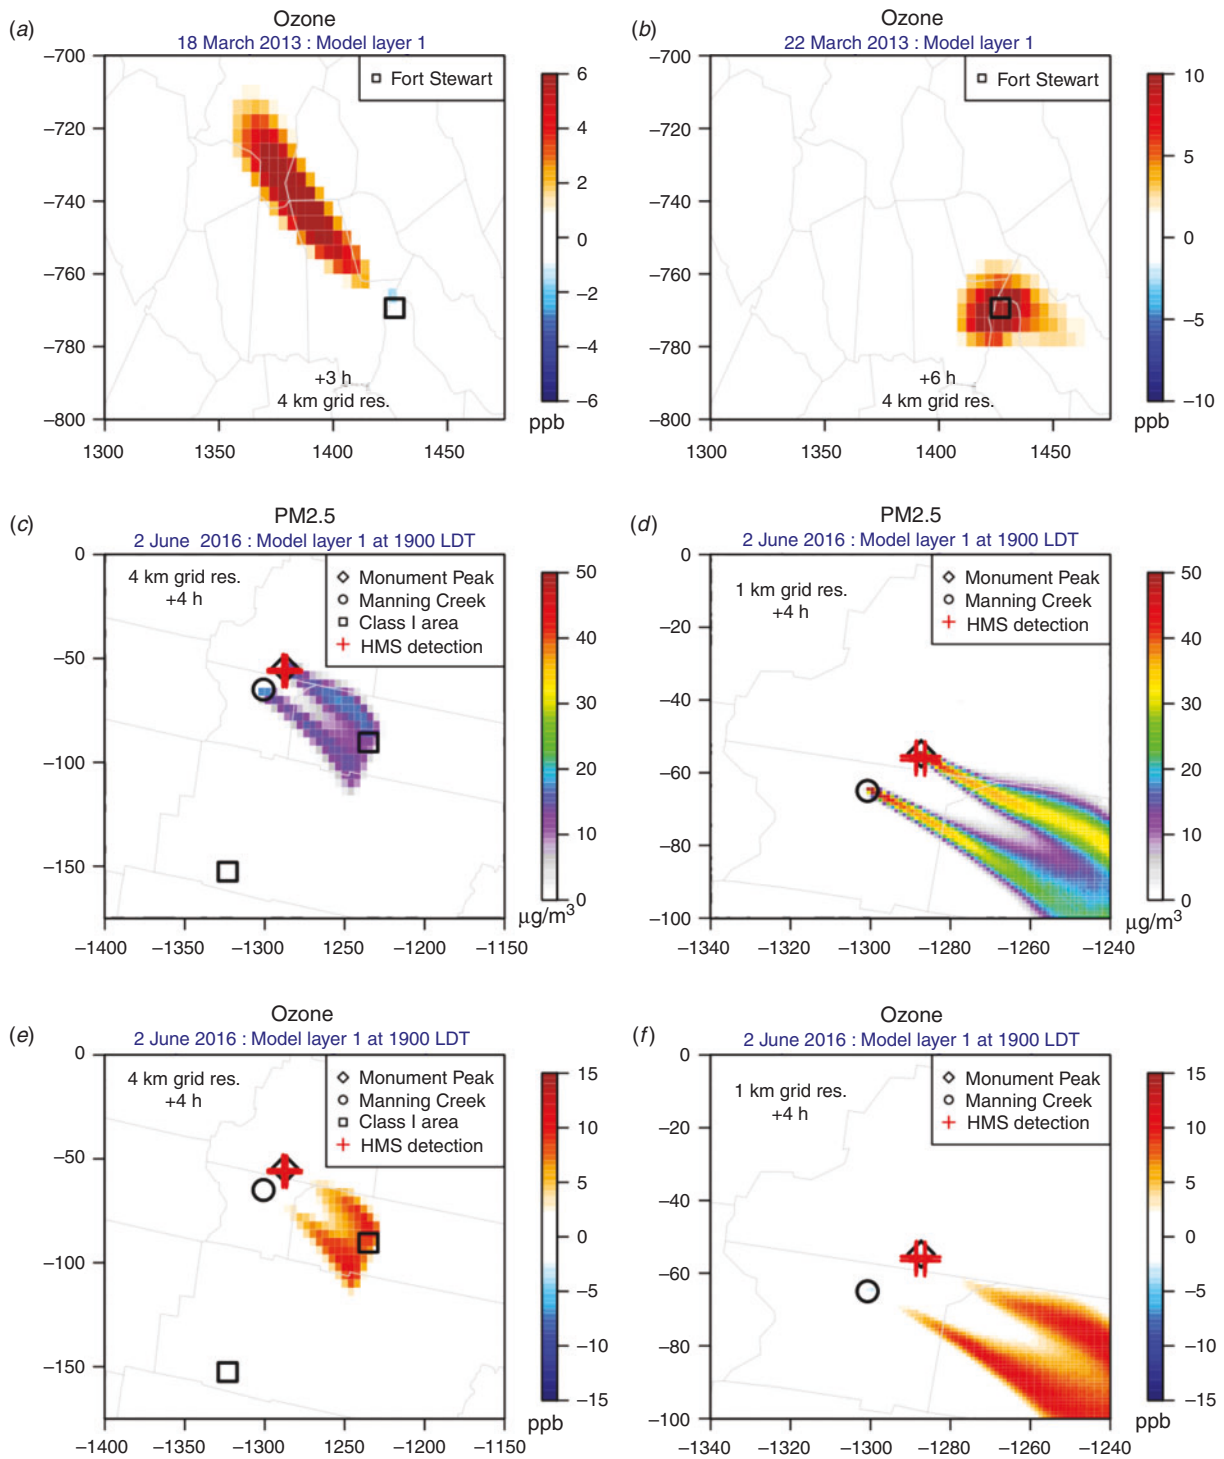 (a)
Ozone
18 March 2013 : Model layer 1
Fort Stewart
−700
−720
−740
−760
−780
−800
+3 h
4 km grid res.
1300
1350
1400
1450
6
4
2
0
−2
−4
−6
ppb
(b)
Ozone
22 March 2013 : Model layer 1
Fort Stewart
−700
−720
−740
−760
−780
−800
+6 h
4 km grid res.
1300
1350
1400
1450
10
5
0
−5
−10
ppb
(c)
PM2.5
2 June 2016 : Model layer 1 at 1900 LDT
4 km grid res.
+4 h
Monument Peak
Manning Creek
Class I area
HMS detection
0
−50
−100
−150
−1400
−1350
−1300
−1250
−1200
−1150
50
40
30
20
10
0
μg/m³
(d)
PM2.5
2 June 2016 : Model layer 1 at 1900 LDT
1 km grid res.
+4 h
Monument Peak
Manning Creek
HMS detection
0
−20
−40
−60
−80
−100
−1340
−1320
−1300
−1280
−1260
−1240
50
40
30
20
10
0
μg/m³
(e)
Ozone
2 June 2016 : Model layer 1 at 1900 LDT
4 km grid res.
+4 h
Monument Peak
Manning Creek
Class I area
HMS detection
0
−50
−100
−150
−1400
−1350
−1300
−1250
−1200
−1150
15
10
5
0
−5
−10
−15
ppb
(f)
Ozone
2 June 2016 : Model layer 1 at 1900 LDT
1 km grid res.
+4 h
Monument Peak
Manning Creek
HMS detection
0
−20
−40
−60
−80
−100
−1340
−1320
−1300
−1280
−1260
−1240
15
10
5
0
−5
−10
−15
ppb